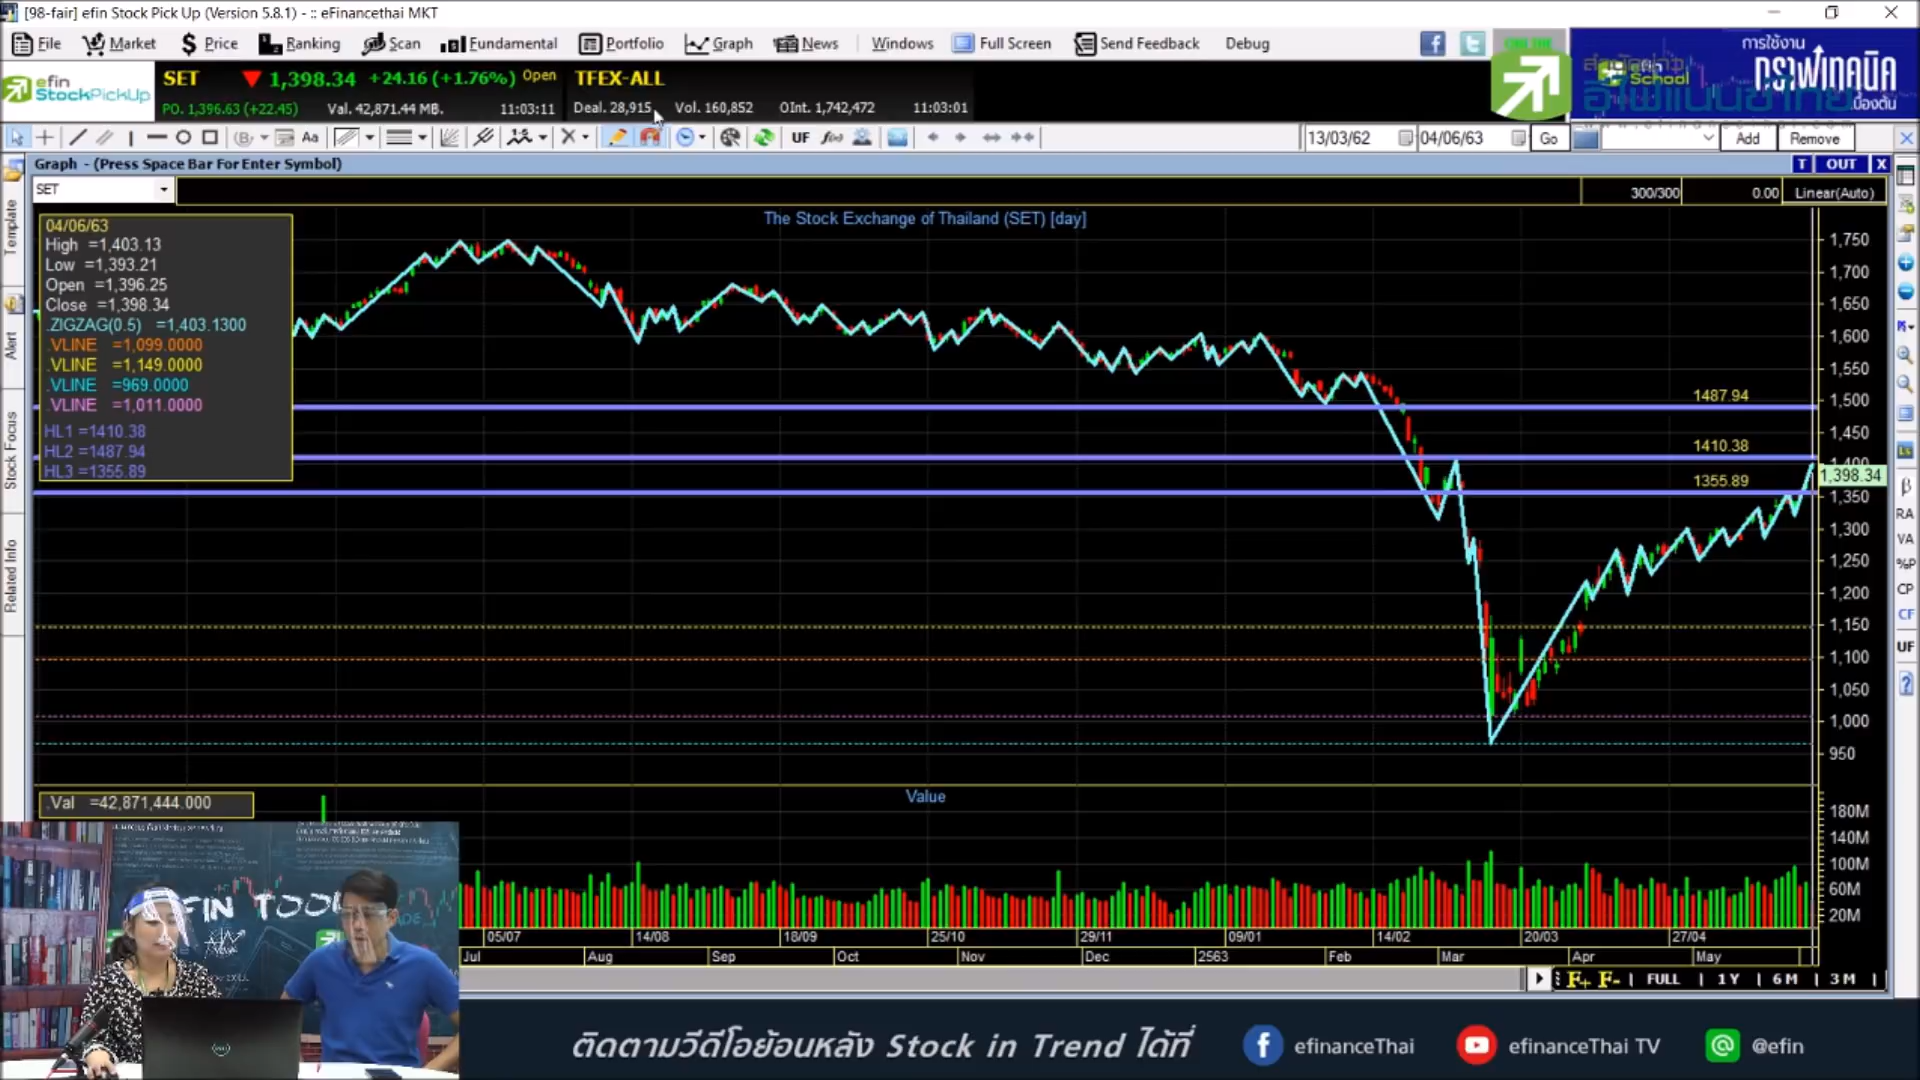 [98-fair] efin Stock Pick Up (Version 5.8.1) - :: eFinancethai MKT
File Market Price Ranking Scan Fundamental Portfolio Graph News Windows Full Screen Send Feedback Debug
การใช้งาน
กราฟเทคนิค
เบื้องต้น
efin School
efin StockPickUp
SET 1,398.34 +24.16 (+1.76%) Open TFEX-ALL
PO. 1,396.63 (+22.45) Val. 42,871.44 MB. 11:03:11 Deal. 28,915 Vol. 160,852 OInt. 1,742,472 11:03:01
Aa UF f(x) 13/03/62 04/06/63 Go Add Remove
Graph - (Press Space Bar For Enter Symbol) T OUT X
SET 300/300 0.00 Linear(Auto)
The Stock Exchange of Thailand (SET) [day]
04/06/63
High =1,403.13
Low =1,393.21
Open =1,396.25
Close =1,398.34
.ZIGZAG(0.5) =1,403.1300
.VLINE =1,099.0000
.VLINE =1,149.0000
.VLINE =969.0000
.VLINE =1,011.0000
HL1 =1410.38
HL2 =1487.94
HL3 =1355.89
Template
Alert
Stock Focus
Related Info
1487.94
1410.38
1355.89
1,750
1,700
1,650
1,600
1,550
1,500
1,450
1,400
1,398.34
1,350
1,300
1,250
1,200
1,150
1,100
1,050
1,000
950
β
RA
VA
%P
CP
CF
UF
?
.Val =42,871,444.000
Value
180M
140M
100M
60M
20M
05/07 14/08 18/09 25/10 29/11 09/01 14/02 20/03 27/04
Jul Aug Sep Oct Nov Dec 2563 Feb Mar Apr May
F+ F- | FULL | 1Y | 6M | 3M |
ติดตามวีดีโอย้อนหลัง Stock in Trend ได้ที่ efinanceThai efinanceThai TV @efin